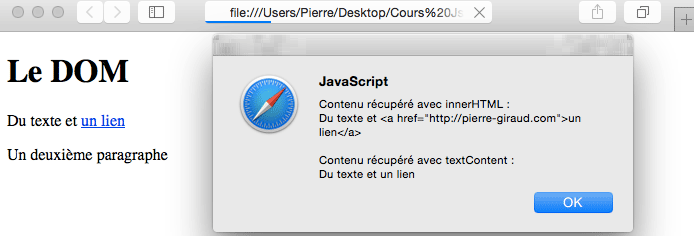 file:///Users/Pierre/Desktop/Cours%20Js
Le DOM
Du texte et un lien
Un deuxième paragraphe
JavaScript
Contenu récupéré avec innerHTML :
Du texte et <a href="http://pierre-giraud.com">un
lien</a>
Contenu récupéré avec textContent :
Du texte et un lien
OK